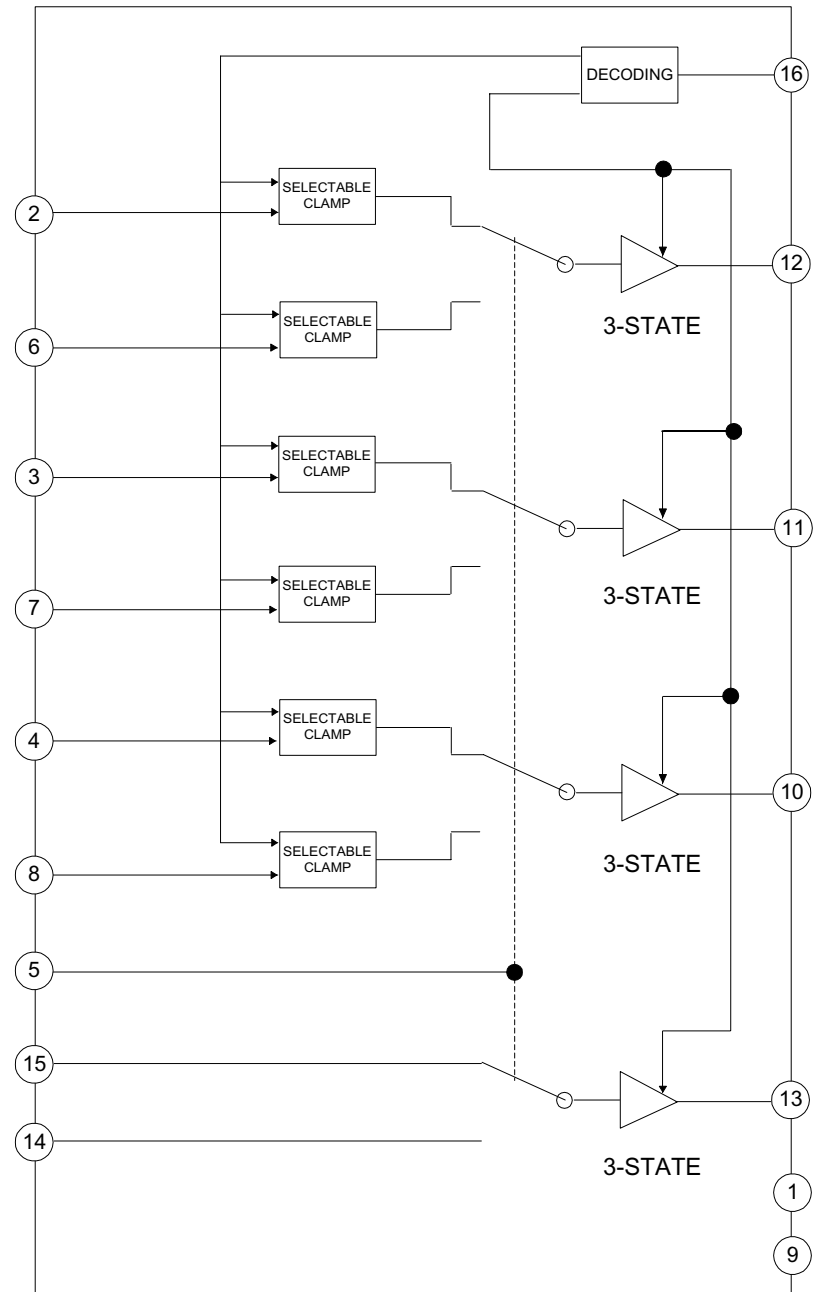 DECODING
16
SELECTABLE
CLAMP
2
12
3-STATE
SELECTABLE
CLAMP
6
SELECTABLE
CLAMP
3
11
3-STATE
SELECTABLE
CLAMP
7
SELECTABLE
CLAMP
4
10
3-STATE
SELECTABLE
CLAMP
8
5
15
13
14
3-STATE
1
9